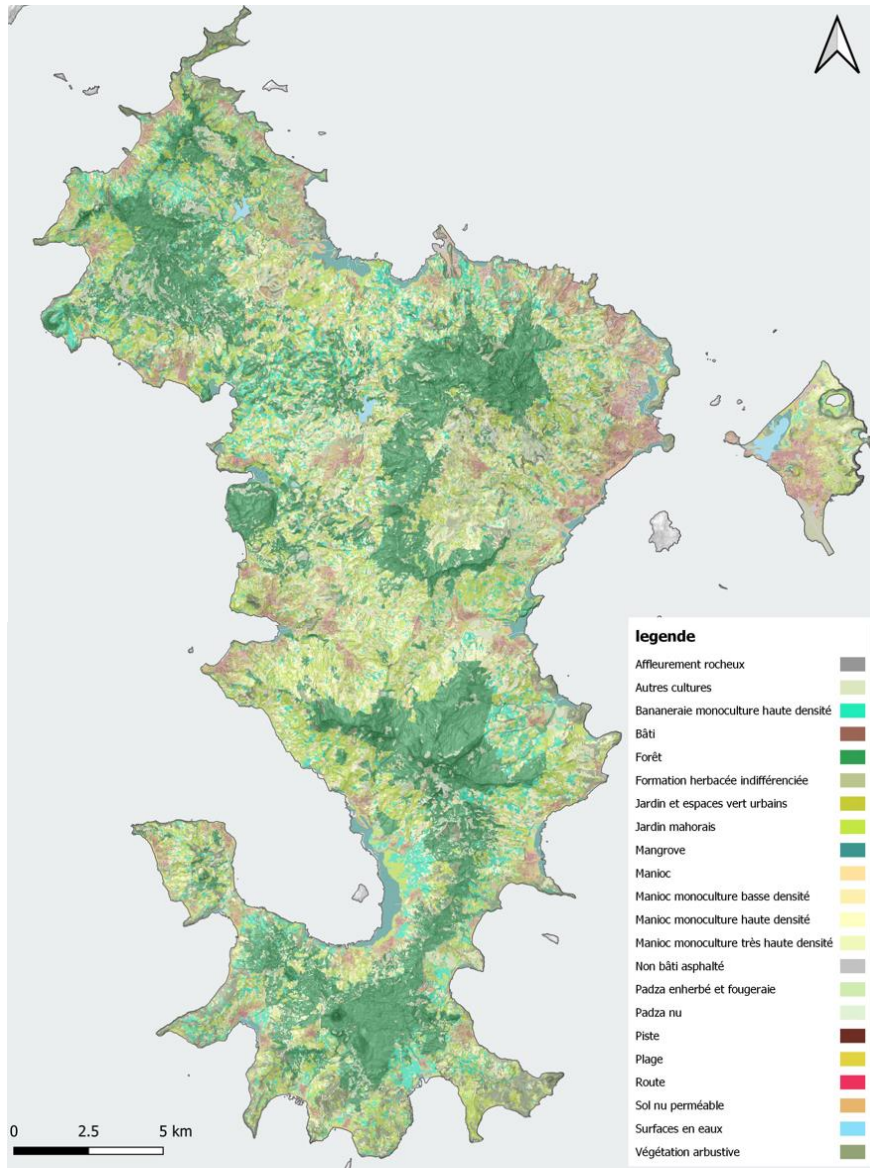 legende
Affleurement rocheux
Autres cultures
Bananeraie monoculture haute densité
Bâti
Forêt
Formation herbacée indifférenciée
Jardin et espaces vert urbains
Jardin mahorais
Mangrove
Manioc
Manioc monoculture basse densité
Manioc monoculture haute densité
Manioc monoculture très haute densité
Non bâti asphalté
Padza enherbé et fougeraie
Padza nu
Piste
Plage
Route
Sol nu perméable
Surfaces en eaux
Végétation arbustive
0 2.5 5 km